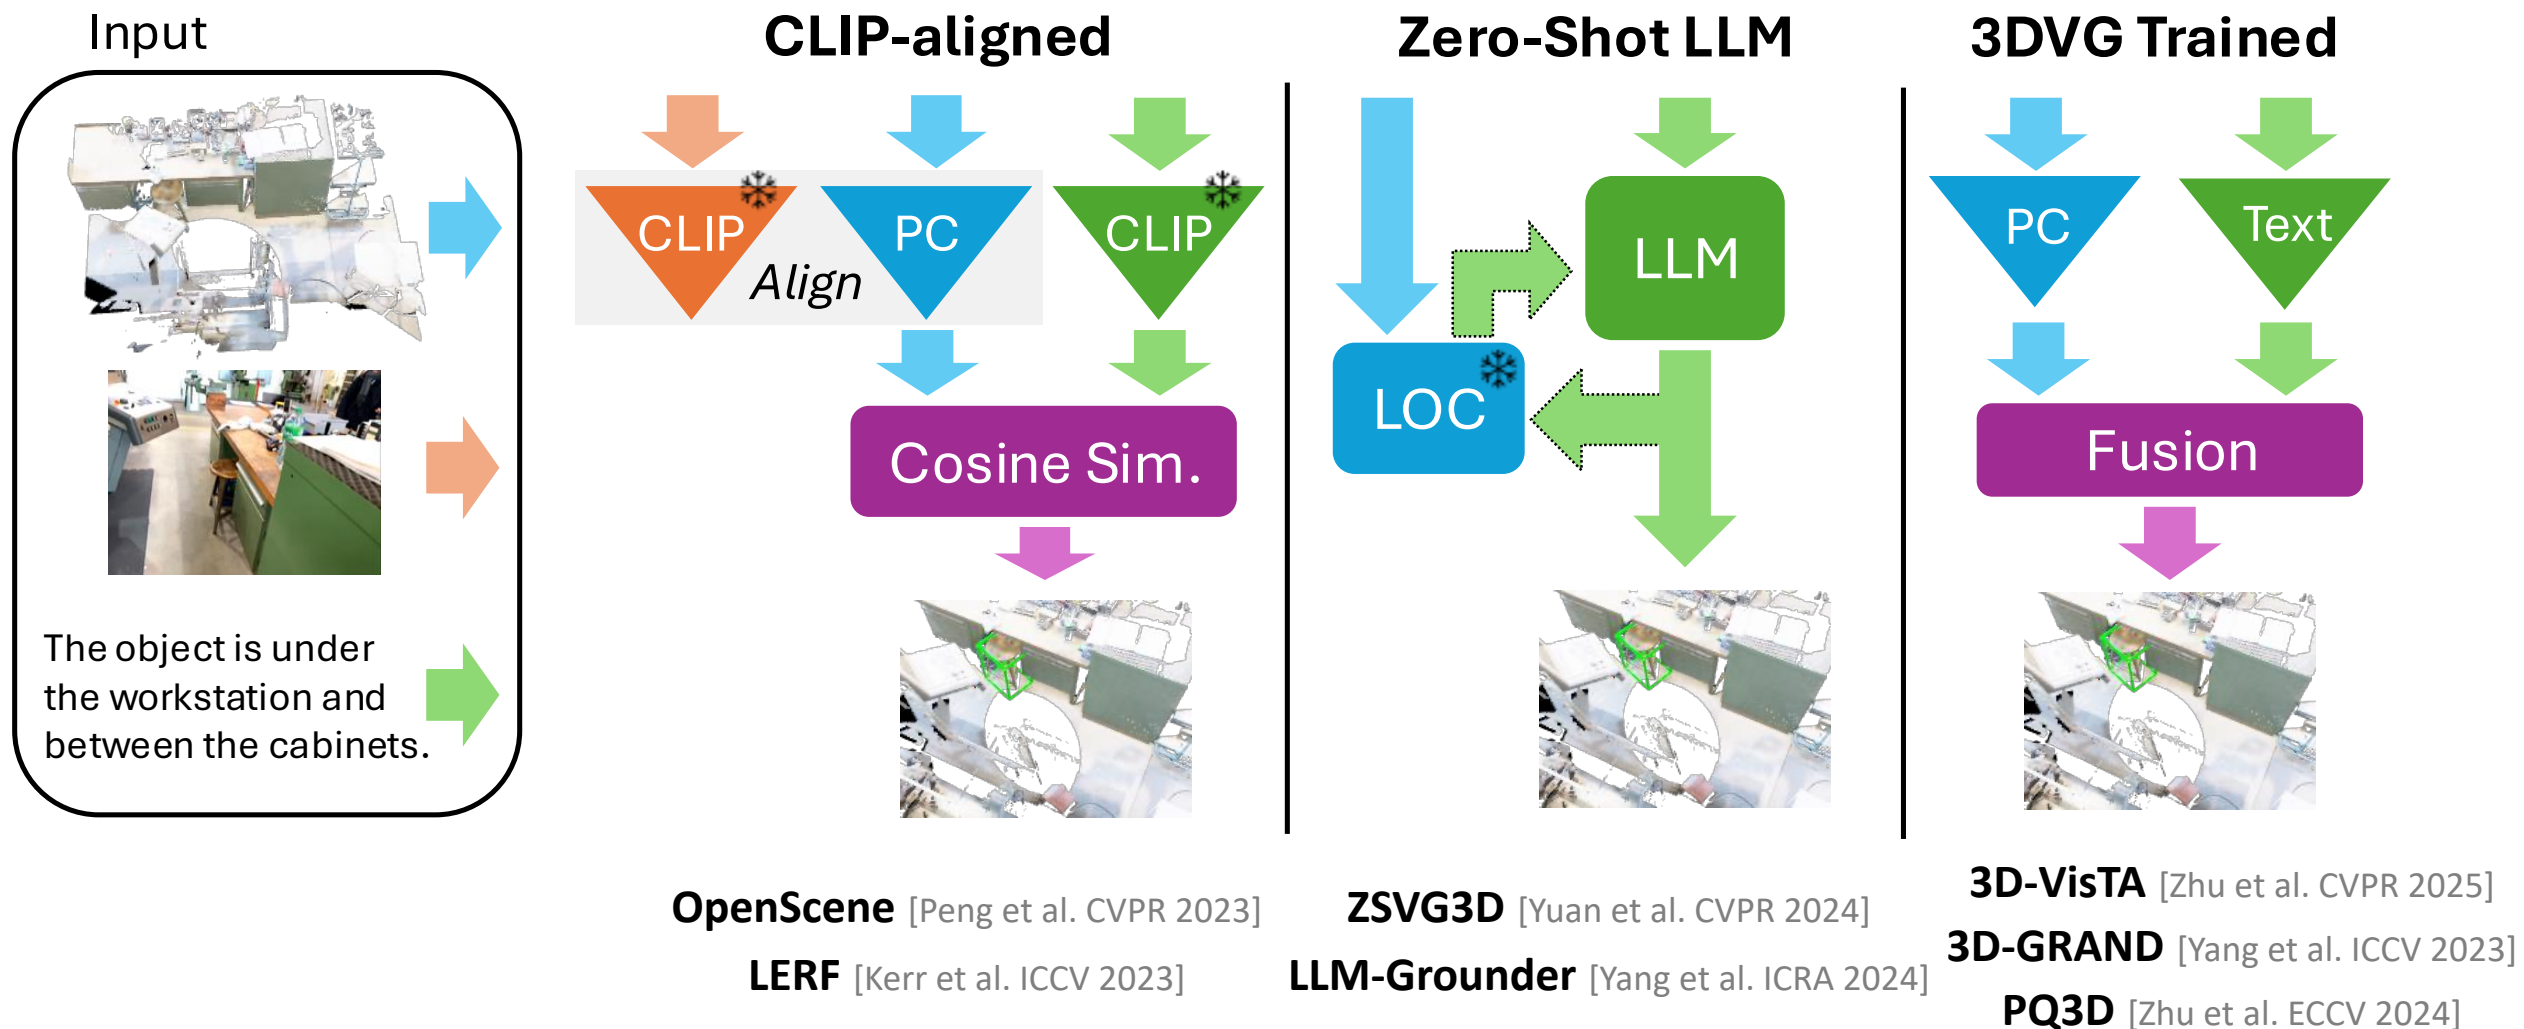 Input
The object is under
the workstation and
between the cabinets.
CLIP-aligned
CLIP
PC
CLIP
Align
Cosine Sim.
OpenScene [Peng et al. CVPR 2023]
LERF [Kerr et al. ICCV 2023]
Zero-Shot LLM
LLM
LOC
ZSVG3D [Yuan et al. CVPR 2024]
LLM-Grounder [Yang et al. ICRA 2024]
3DVG Trained
PC
Text
Fusion
3D-VisTA [Zhu et al. CVPR 2025]
3D-GRAND [Yang et al. ICCV 2023]
PQ3D [Zhu et al. ECCV 2024]